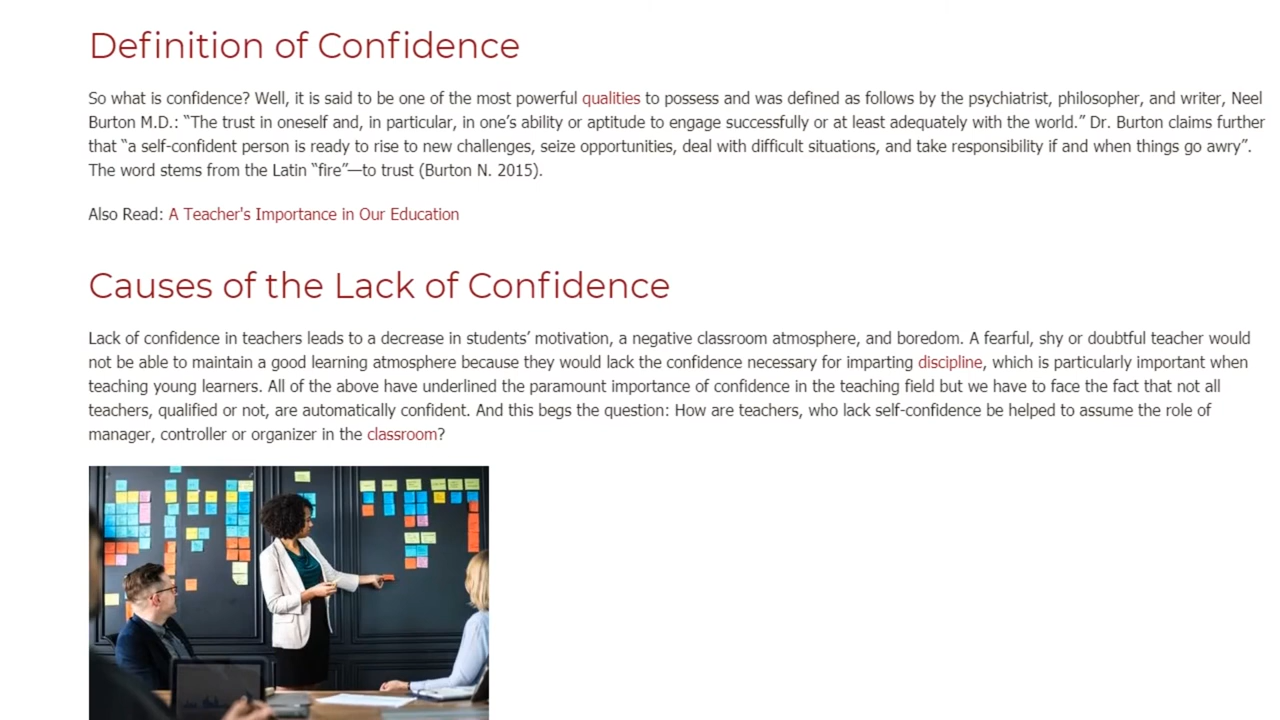 Definition of Confidence
So what is confidence? Well, it is said to be one of the most powerful qualities to possess and was defined as follows by the psychiatrist, philosopher, and writer, Neel
Burton M.D.: “The trust in oneself and, in particular, in one’s ability or aptitude to engage successfully or at least adequately with the world.” Dr. Burton claims further
that “a self-confident person is ready to rise to new challenges, seize opportunities, deal with difficult situations, and take responsibility if and when things go awry”.
The word stems from the Latin “fire”—to trust (Burton N. 2015).
Also Read: A Teacher's Importance in Our Education
Causes of the Lack of Confidence
Lack of confidence in teachers leads to a decrease in students’ motivation, a negative classroom atmosphere, and boredom. A fearful, shy or doubtful teacher would
not be able to maintain a good learning atmosphere because they would lack the confidence necessary for imparting discipline, which is particularly important when
teaching young learners. All of the above have underlined the paramount importance of confidence in the teaching field but we have to face the fact that not all
teachers, qualified or not, are automatically confident. And this begs the question: How are teachers, who lack self-confidence be helped to assume the role of
manager, controller or organizer in the classroom?